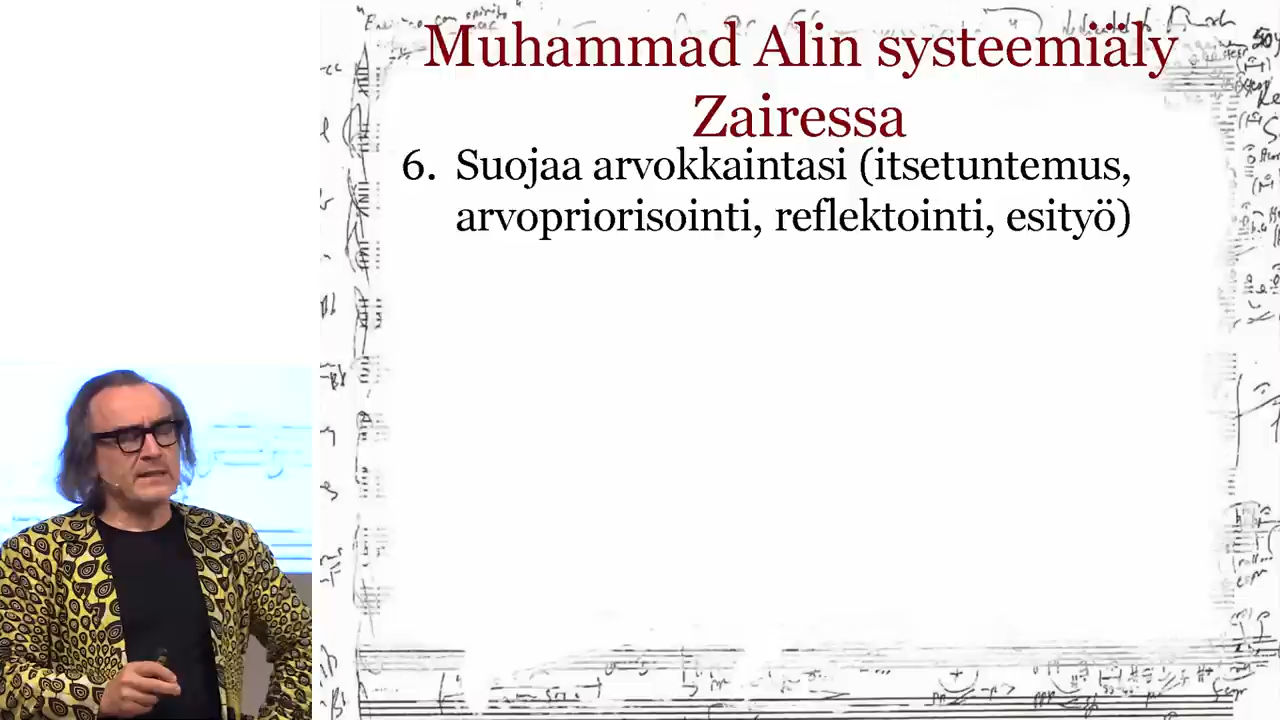 Muhammad Alin systeemiäly
Zairessa
6. Suojaa arvokkaintasi (itsetuntemus,
arvopriorisointi, reflektointi, esityö)